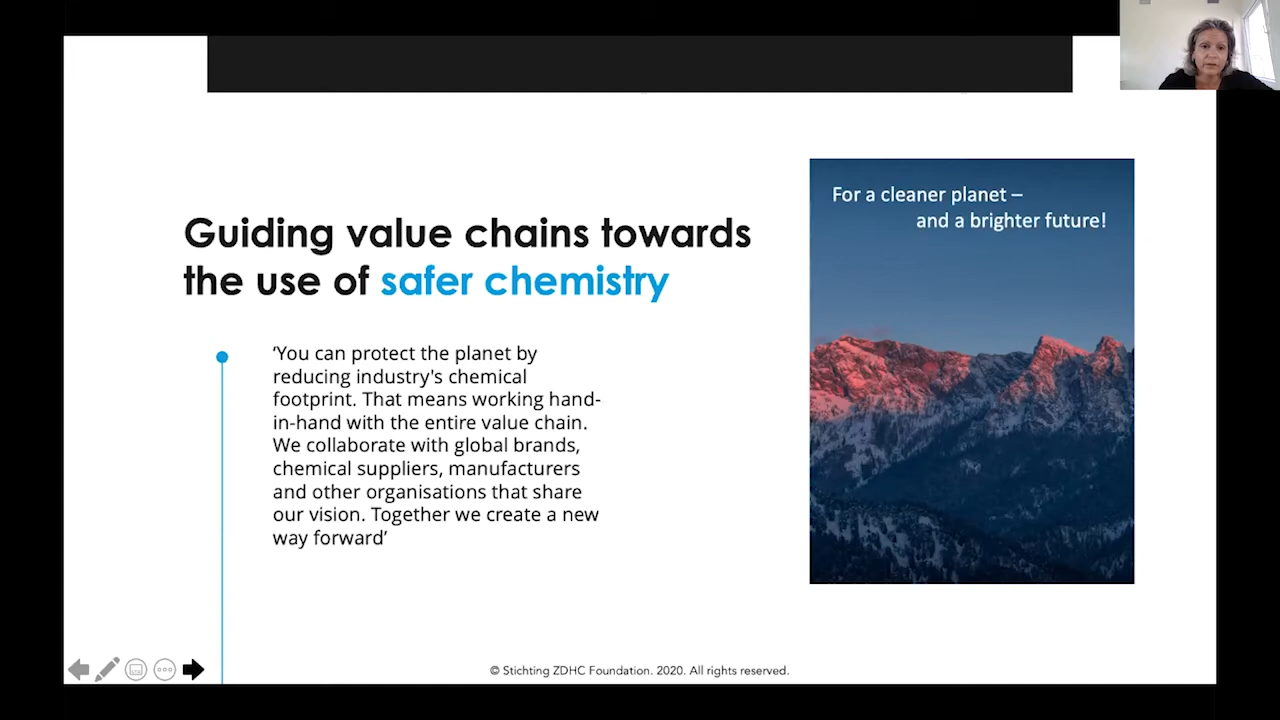 Guiding value chains towards
the use of safer chemistry
'You can protect the planet by
reducing industry's chemical
footprint. That means working hand-
in-hand with the entire value chain.
We collaborate with global brands,
chemical suppliers, manufacturers
and other organisations that share
our vision. Together we create a new
way forward'
For a cleaner planet –
and a brighter future!
© Stichting ZDHC Foundation. 2020. All rights reserved.